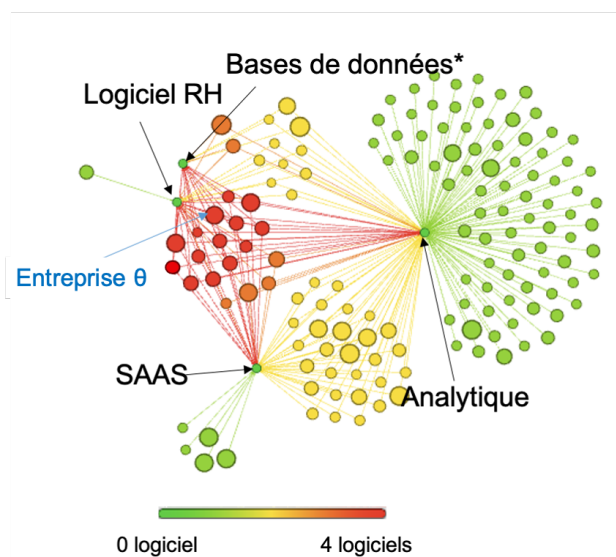 Bases de données*
Logiciel RH
Entreprise θ
SAAS
Analytique
0 logiciel
4 logiciels